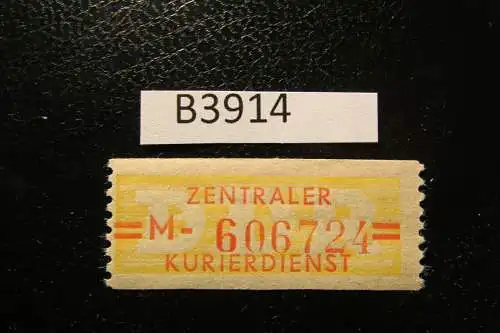 B3914
ZENTRALER
=M- 606724=
KURIERDIENST